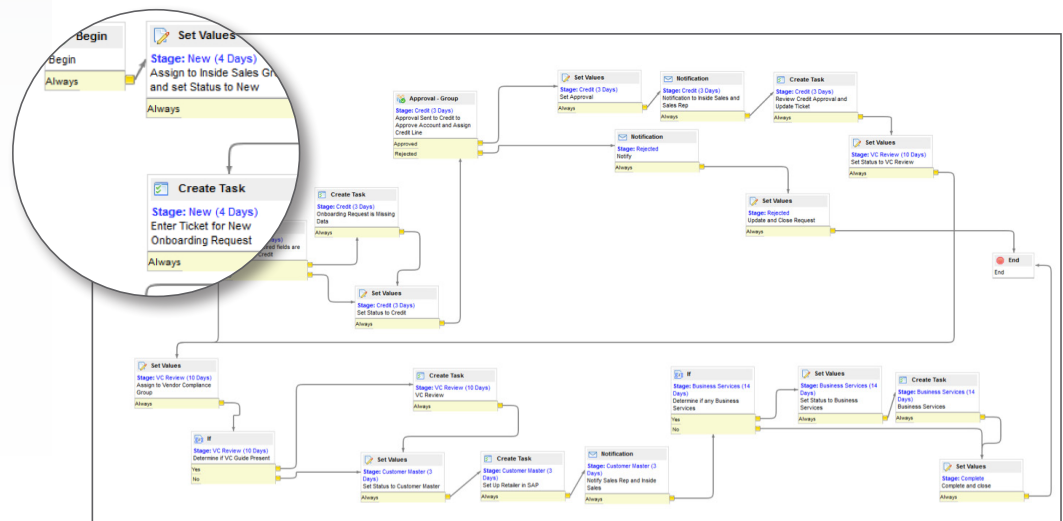 Begin
Begin
Always
Set Values
Stage: New (4 Days)
Assign to Inside Sales
and set Status to New
Always
Create Task
Stage: New (4 Days)
Enter Ticket for New
Onboarding Request
Always
fields are
Credit
Create Task
Stage: Credit (3 Days)
Onboarding Request is Missing
Data
Always
Set Values
Stage: Credit (3 Days)
Set Status to Credit
Always
Approval - Group
Stage: Credit (3 Days)
Approval Sent to Credit to
Approve Account and Assign
Credit Line
Approved
Rejected
Set Values
Stage: Credit (3 Days)
Set Approval
Always
Notification
Stage: Credit (3 Days)
Notification to Inside Sales and
Sales Rep
Always
Create Task
Stage: Credit (3 Days)
Review Credit Approval and
Update Ticket
Always
Notification
Stage: Rejected
Notify
Always
Set Values
Stage: VC Review (10 Days)
Set Status to VC Review
Always
Set Values
Stage: Rejected
Update and Close Request
Always
End
End
Set Values
Stage: VC Review (10 Days)
Assign to Vendor Compliance
Group
Always
If
Stage: VC Review (10 Days)
Determine if VC Guide Present
Yes
No
Create Task
Stage: VC Review (10 Days)
VC Review
Always
Set Values
Stage: Customer Master (3
Days)
Set Status to Customer Master
Always
Create Task
Stage: Customer Master (3
Days)
Set Up Retailer in SAP
Always
Notification
Stage: Customer Master (3
Days)
Notify Sales Rep and Inside
Sales
Always
If
Stage: Business Services (14
Days)
Determine if any Business
Services
Yes
No
Set Values
Stage: Business Services (14
Days)
Set Status to Business
Services
Always
Create Task
Stage: Business Services (14
Days)
Business Services
Always
Set Values
Stage: Complete
Complete and close
Always